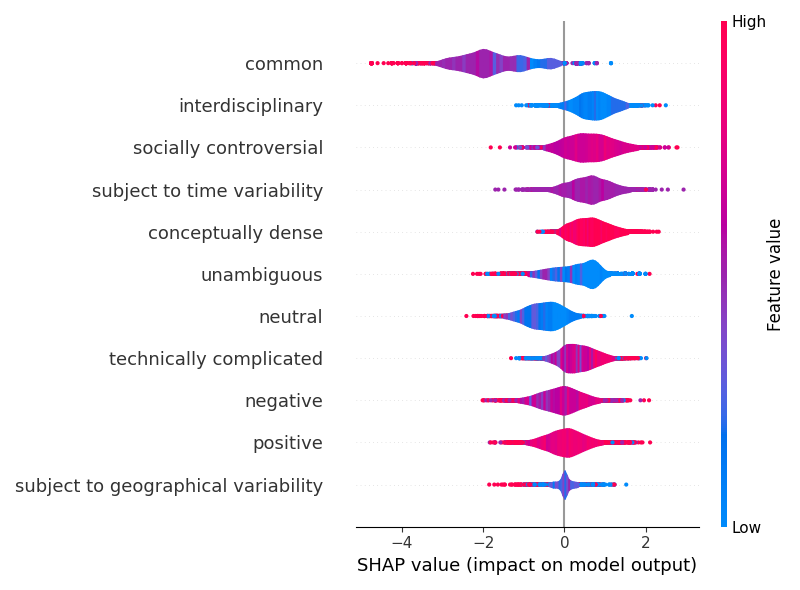 High
common
interdisciplinary
socially controversial
subject to time variability
conceptually dense
unambiguous
neutral
technically complicated
negative
positive
subject to geographical variability
Low
Feature value
−4 −2 0 2
SHAP value (impact on model output)